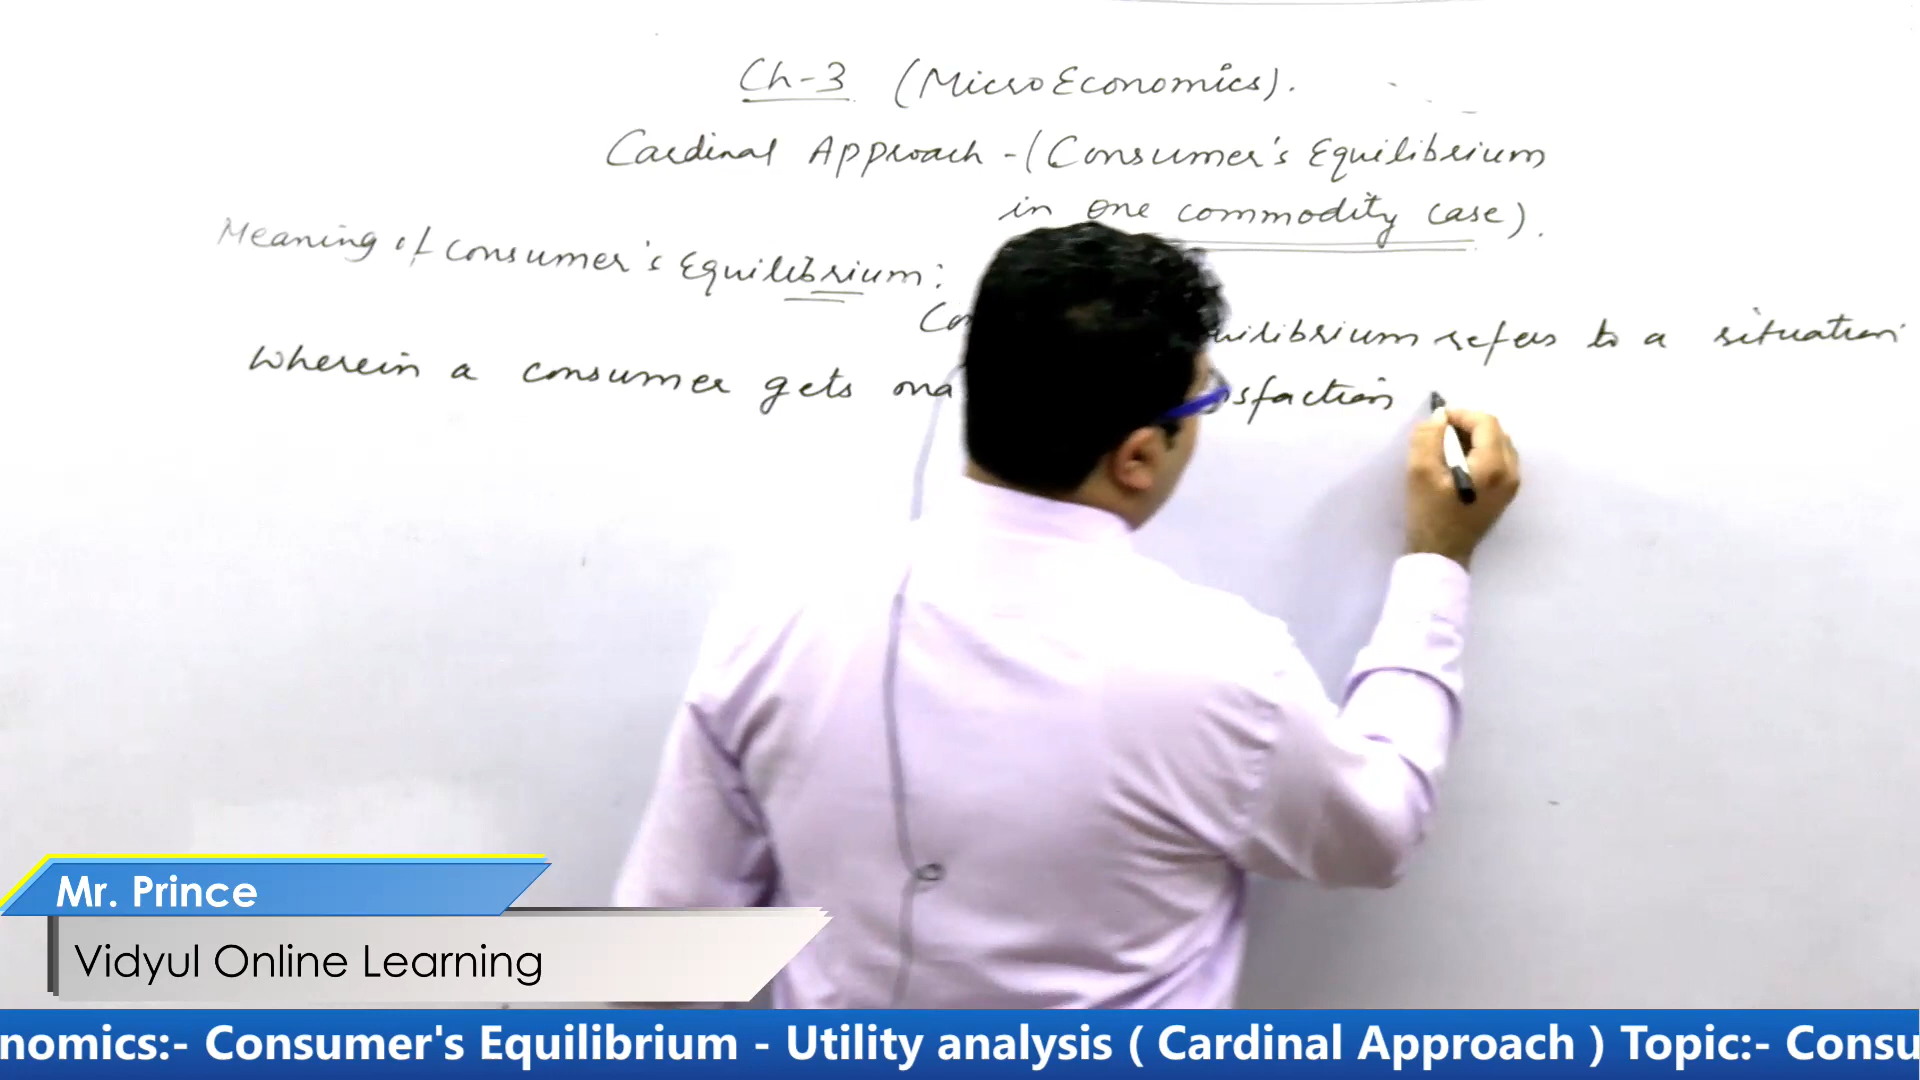 Ch-3 (MicroEconomics).
Cardinal Approach - (Consumer's Equilibrium
in one commodity case).
Meaning of Consumer's Equilibrium:
refers to a situation
wherein a consumer gets
Mr. Prince
Vidyul Online Learning
nomics:- Consumer's Equilibrium - Utility analysis ( Cardinal Approach ) Topic:- Consu